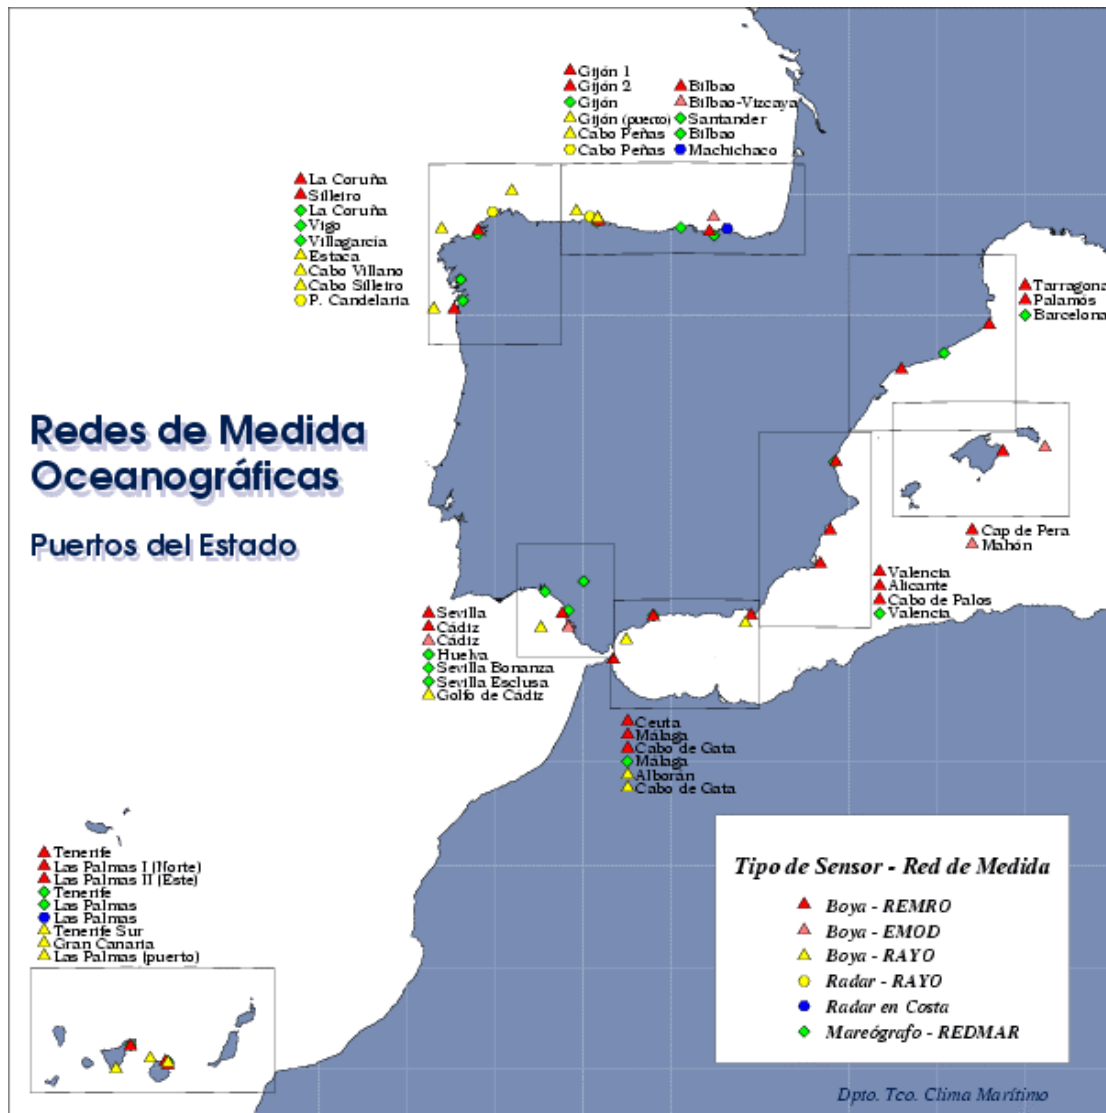 Gijón 1
Gijón 2
Gijón
Gijón (puerto)
Cabo Peñas
Cabo Peñas
Bilbao
Bilbao-Vizcaya
Santander
Bilbao
Machichaco
La Coruña
Silleiro
La Coruña
Vigo
Villagarcía
Estaca
Cabo Villano
Cabo Silleiro
P. Candelaria
Tarragona
Palamós
Barcelona
Redes de Medida
Oceanográficas
Puertos del Estado
Cap de Pera
Mahón
Valencia
Alicante
Cabo de Palos
Valencia
Sevilla
Cádiz
Cádiz
Huelva
Sevilla Bonanza
Sevilla Esclusa
Golfo de Cádiz
Ceuta
Málaga
Cabo de Gata
Málaga
Alborán
Cabo de Gata
Tenerife
Las Palmas I (Norte)
Las Palmas II (Este)
Tenerife
Las Palmas
Las Palmas
Tenerife Sur
Gran Canaria
Las Palmas (puerto)
Tipo de Sensor - Red de Medida
Boya - REMRO
Boya - EMOD
Boya - RAYO
Radar - RAYO
Radar en Costa
Mareógrafo - REDMAR
Dpto. Tco. Clima Marítimo